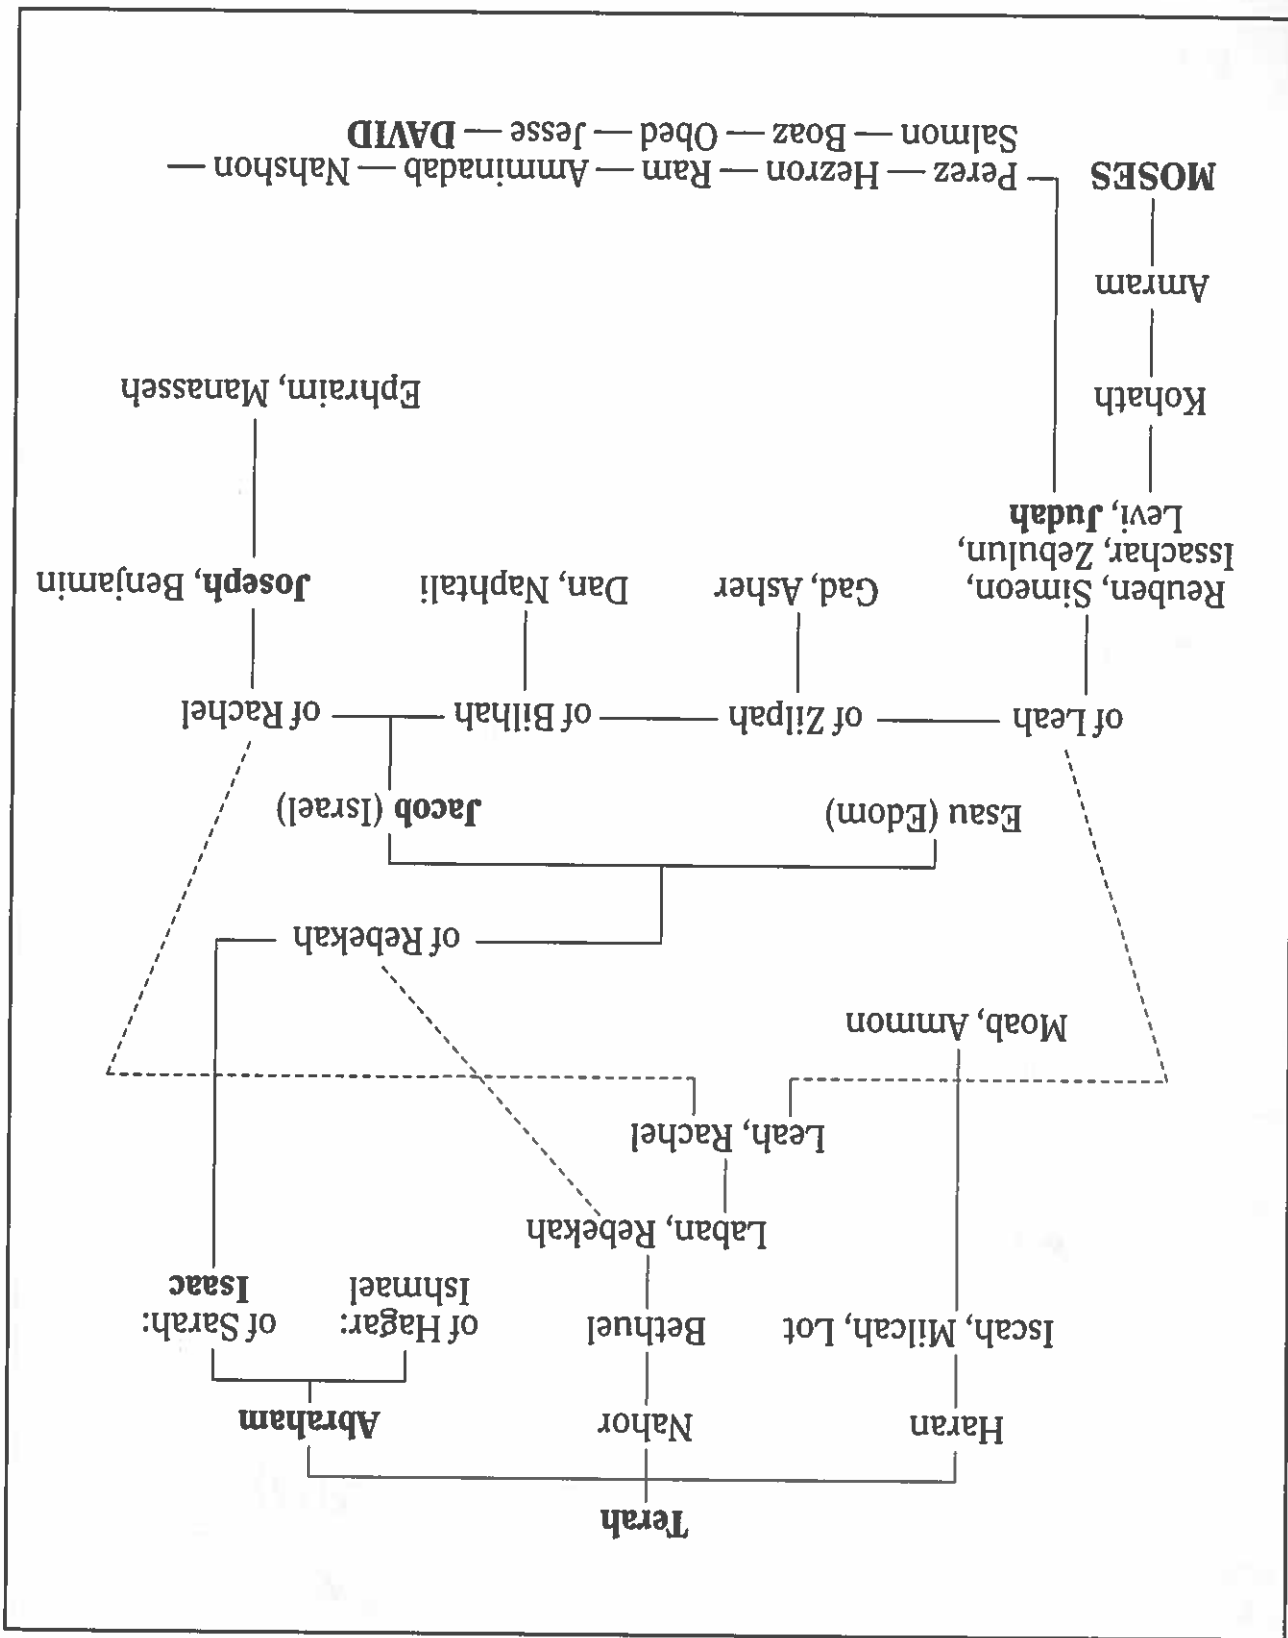 Terah
Haran Nahor Abraham
Iscah, Milcah, Lot Bethuel of Hagar: of Sarah:
Ishmael Isaac
Laban, Rebekah
Leah, Rachel
Moab, Ammon
of Rebekah
Esau (Edom) Jacob (Israel)
of Leah of Zilpah of Bilhah of Rachel
Reuben, Simeon, Gad, Asher Dan, Naphtali Joseph, Benjamin
Issachar, Zebulun,
Levi, Judah
Kohath Ephraim, Manasseh
Amram
MOSES Perez — Hezron — Ram — Amminadab — Nahshon —
Salmon — Boaz — Obed — Jesse — DAVID